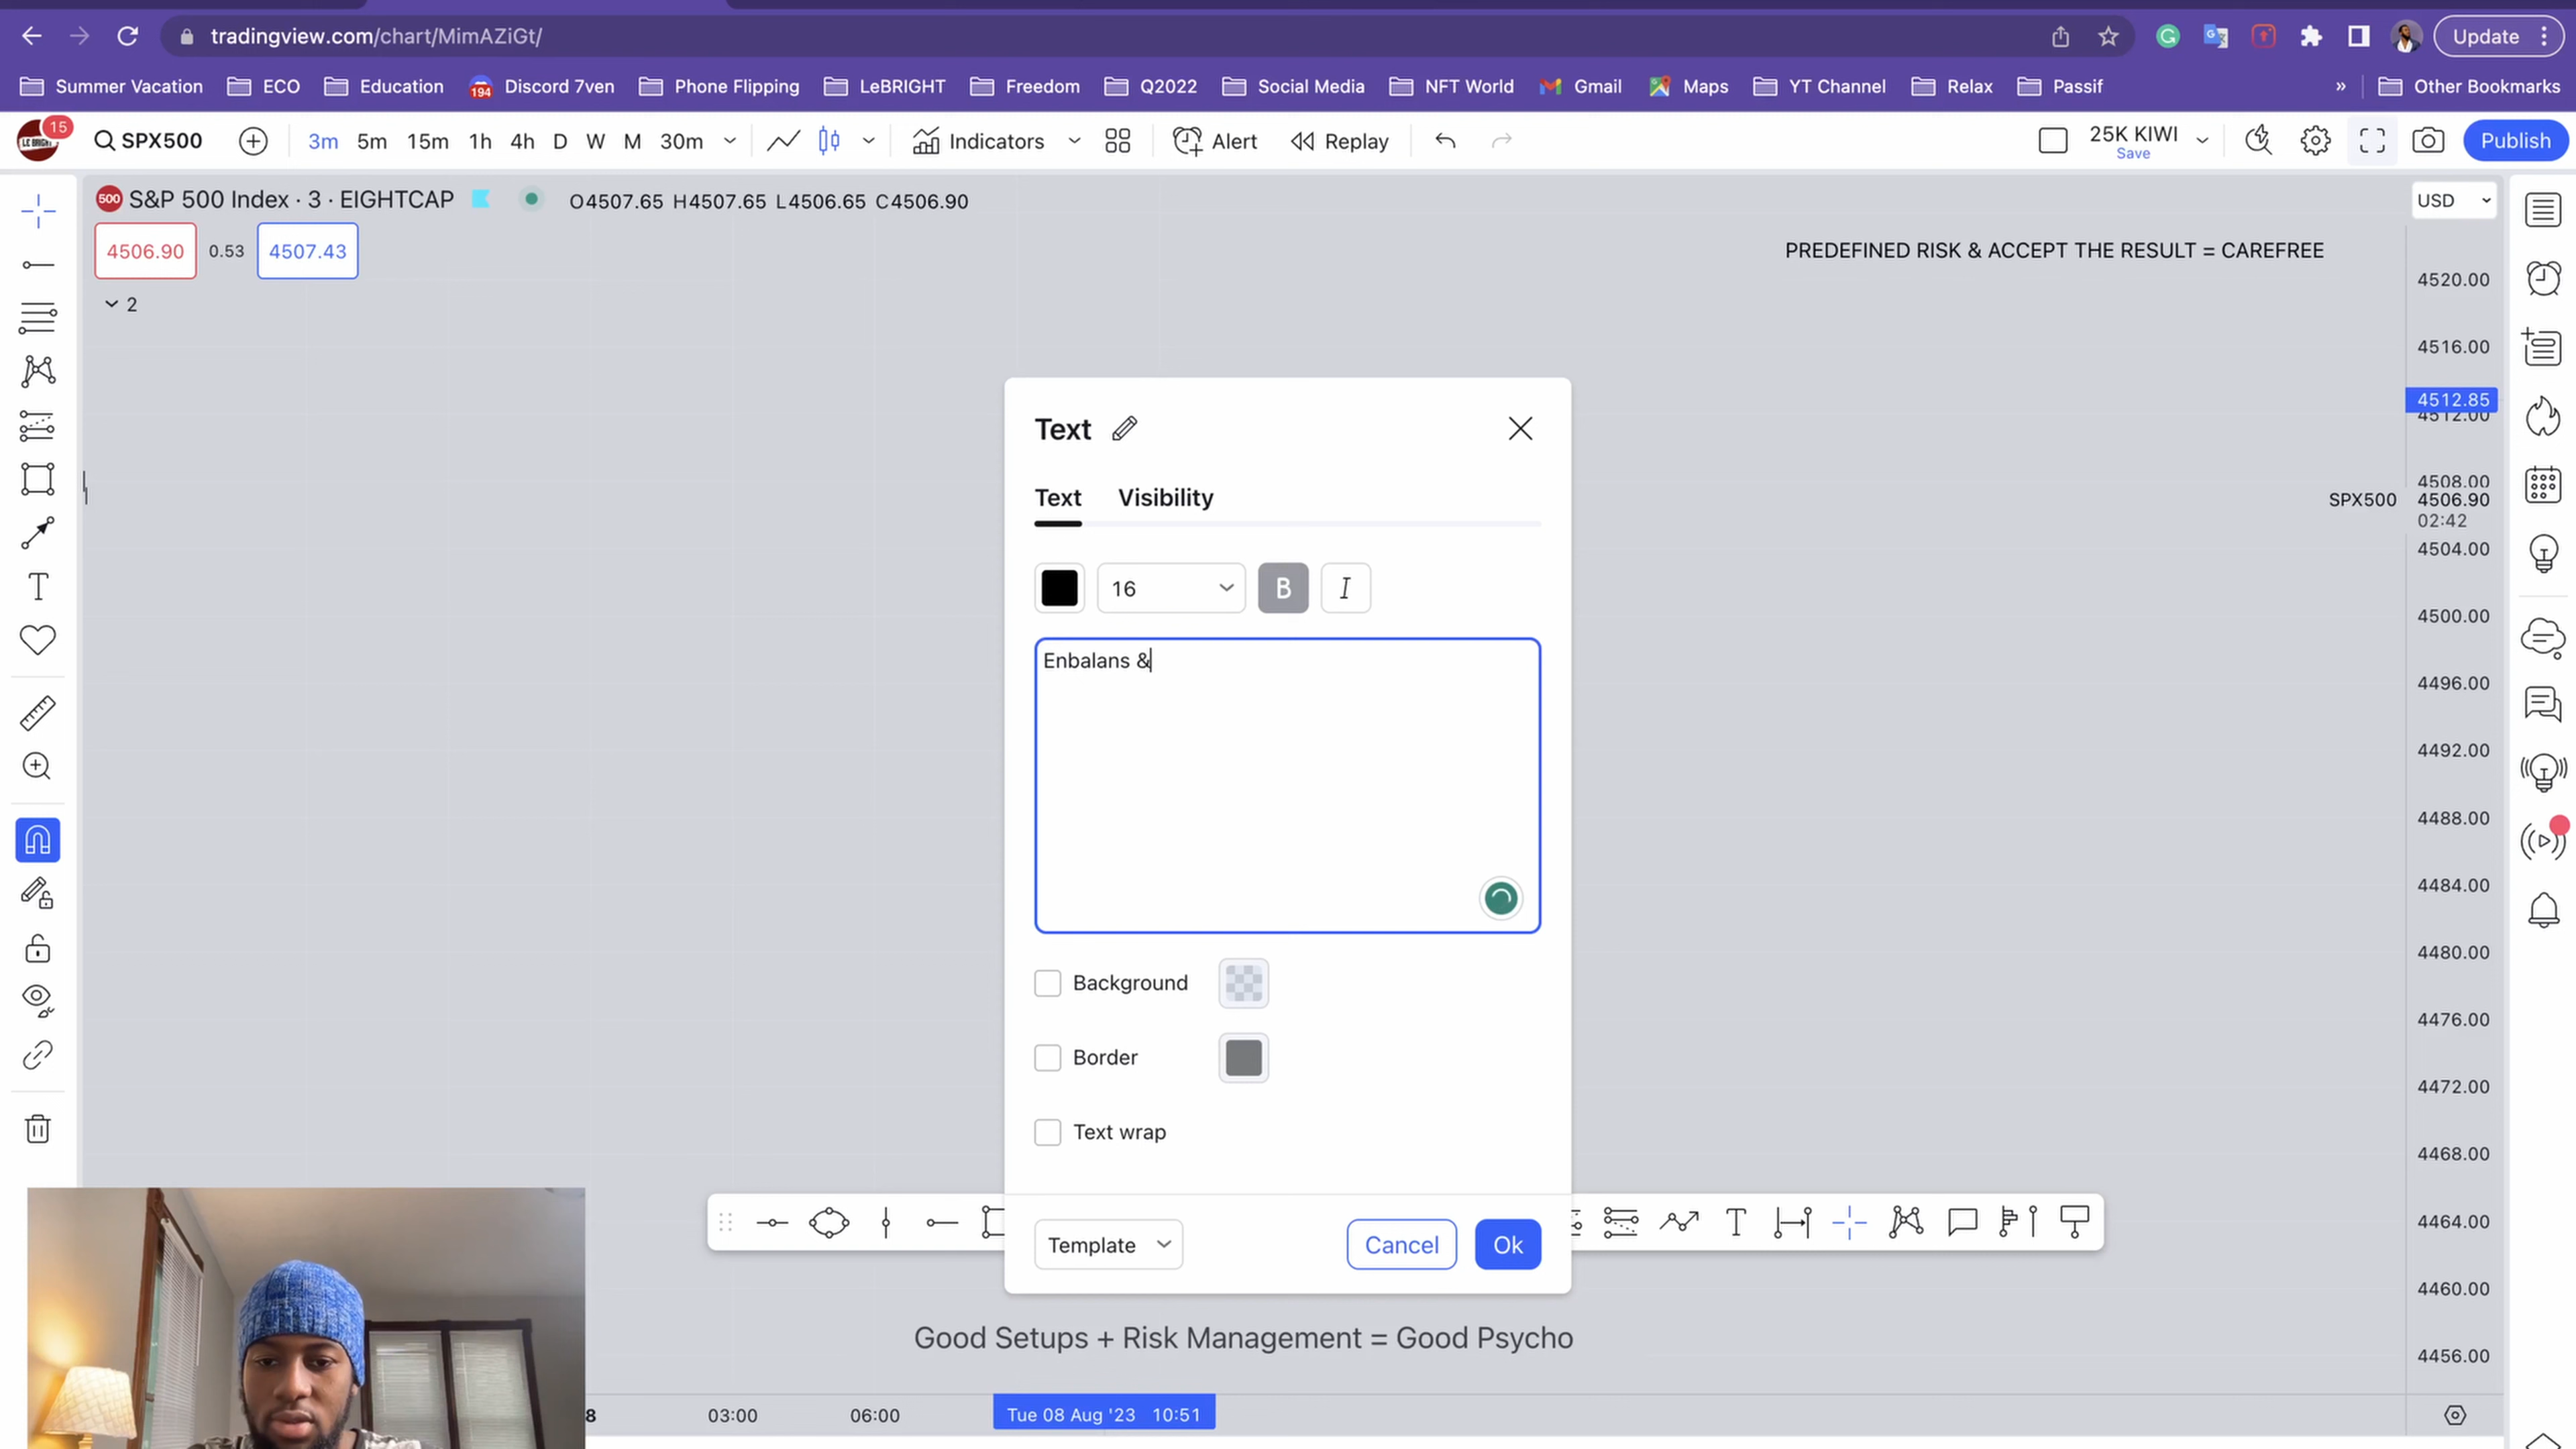 tradingview.com/chart/MimAZiGt/
Update
Summer Vacation ECO Education 194 Discord 7ven Phone Flipping LeBRIGHT Freedom Q2022 Social Media NFT World Gmail Maps YT Channel Relax Passif » Other Bookmarks
15 SPX500 3m 5m 15m 1h 4h D W M 30m Indicators Alert Replay 25K KIWI Save Publish
500 S&P 500 Index · 3 · EIGHTCAP O4507.65 H4507.65 L4506.65 C4506.90 USD
4506.90 0.53 4507.43
PREDEFINED RISK & ACCEPT THE RESULT = CAREFREE
2
4520.00
4516.00
4512.85
4512.00
4508.00
SPX500 4506.90
02:42
4504.00
4500.00
4496.00
4492.00
4488.00
4484.00
4480.00
4476.00
4472.00
4468.00
4464.00
4460.00
4456.00
Text
Text Visibility
16 B I
Enbalans &
Background
Border
Text wrap
Template Cancel Ok
Good Setups + Risk Management = Good Psycho
8 03:00 06:00 Tue 08 Aug '23 10:51